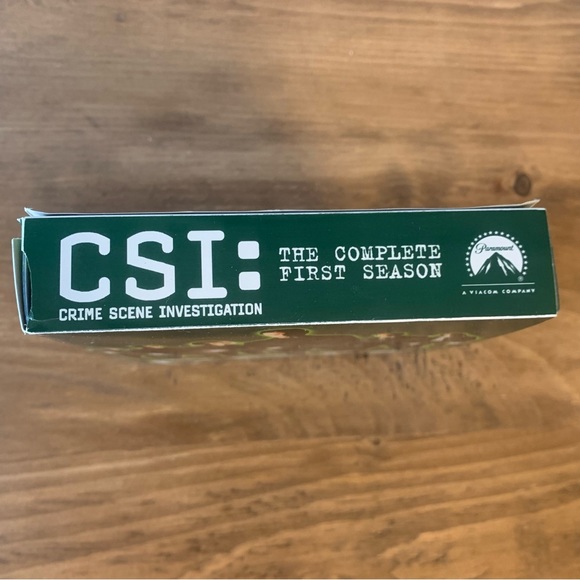 CSI:
CRIME SCENE INVESTIGATION
THE COMPLETE
FIRST SEASON
Paramount
A VIACOM COMPANY